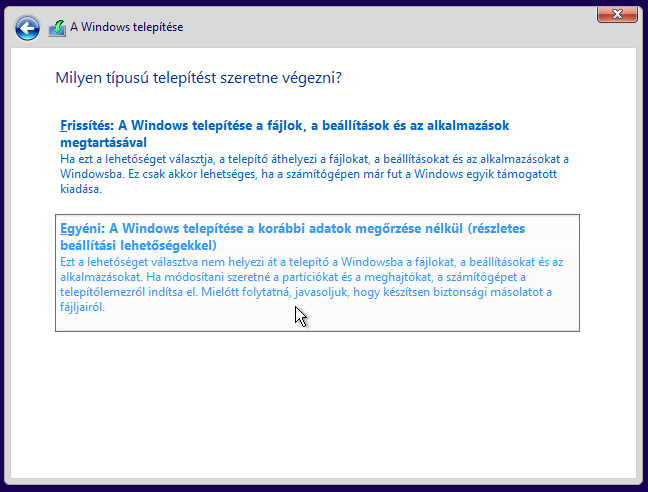 A Windows telepítése
Milyen típusú telepítést szeretne végezni?
Frissítés: A Windows telepítése a fájlok, a beállítások és az alkalmazások
megtartásával
Ha ezt a lehetőséget választja, a telepítő áthelyezi a fájlokat, a beállításokat és az alkalmazásokat a
Windowsba. Ez csak akkor lehetséges, ha a számítógépen már fut a Windows egyik támogatott
kiadása.
Egyéni: A Windows telepítése a korábbi adatok megőrzése nélkül (részletes
beállítási lehetőségekkel)
Ezt a lehetőséget választva nem helyezi át a telepítő a Windowsba a fájlokat, a beállításokat és az
alkalmazásokat. Ha módosítani szeretné a partíciókat és a meghajtókat, a számítógépet a
telepítőlemezről indítsa el. Mielőtt folytatná, javasoljuk, hogy készítsen biztonsági másolatot a
fájljairól.